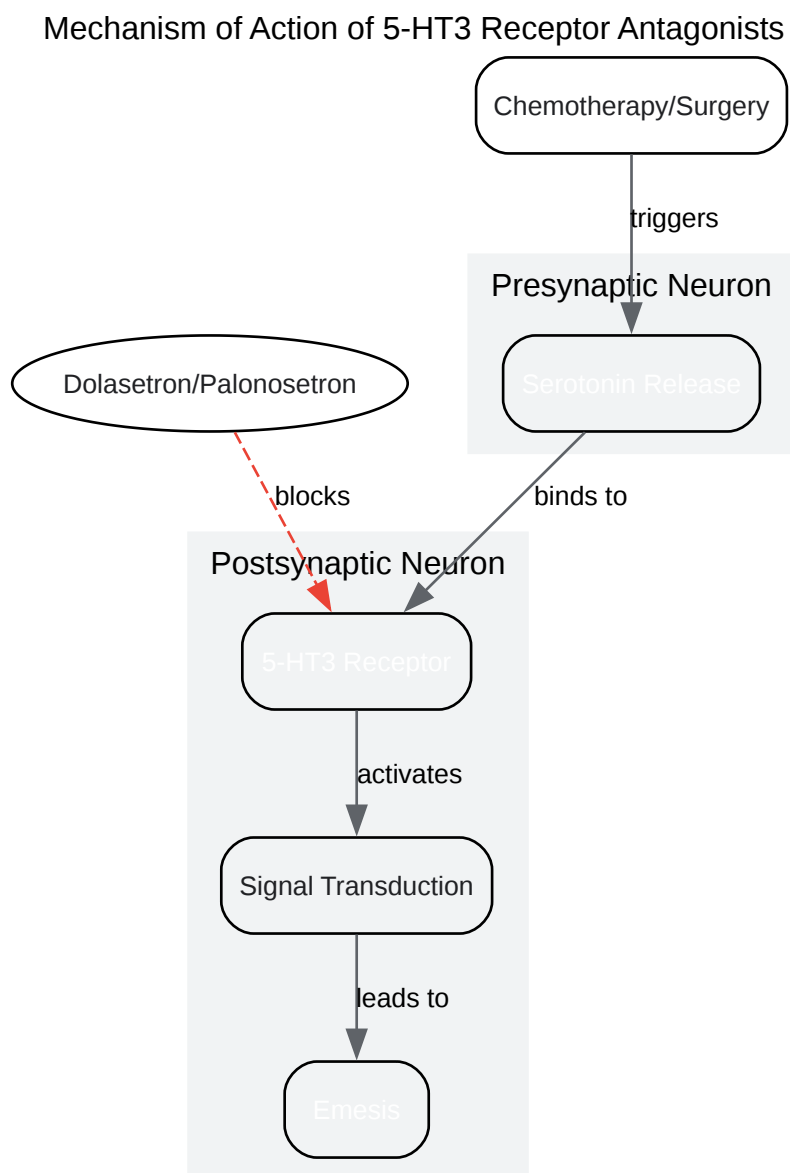 Mechanism of Action of 5-HT3 Receptor Antagonists
Chemotherapy/Surgery
triggers
Presynaptic Neuron
Dolasetron/Palonosetron
Serotonin Release
blocks
binds to
Postsynaptic Neuron
5-HT3 Receptor
activates
Signal Transduction
leads to
Emesis